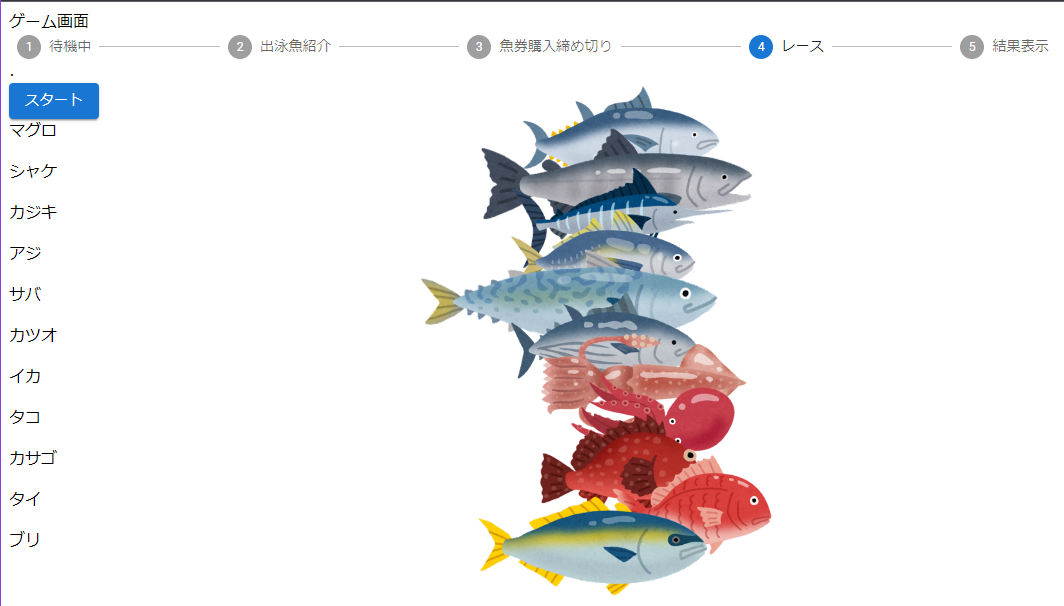 ゲーム画面
1 待機中 2 出泳魚紹介 3 魚券購入締め切り 4 レース 5 結果表示
.
スタート
マグロ
シャケ
カジキ
アジ
サバ
カツオ
イカ
タコ
カサゴ
タイ
ブリ